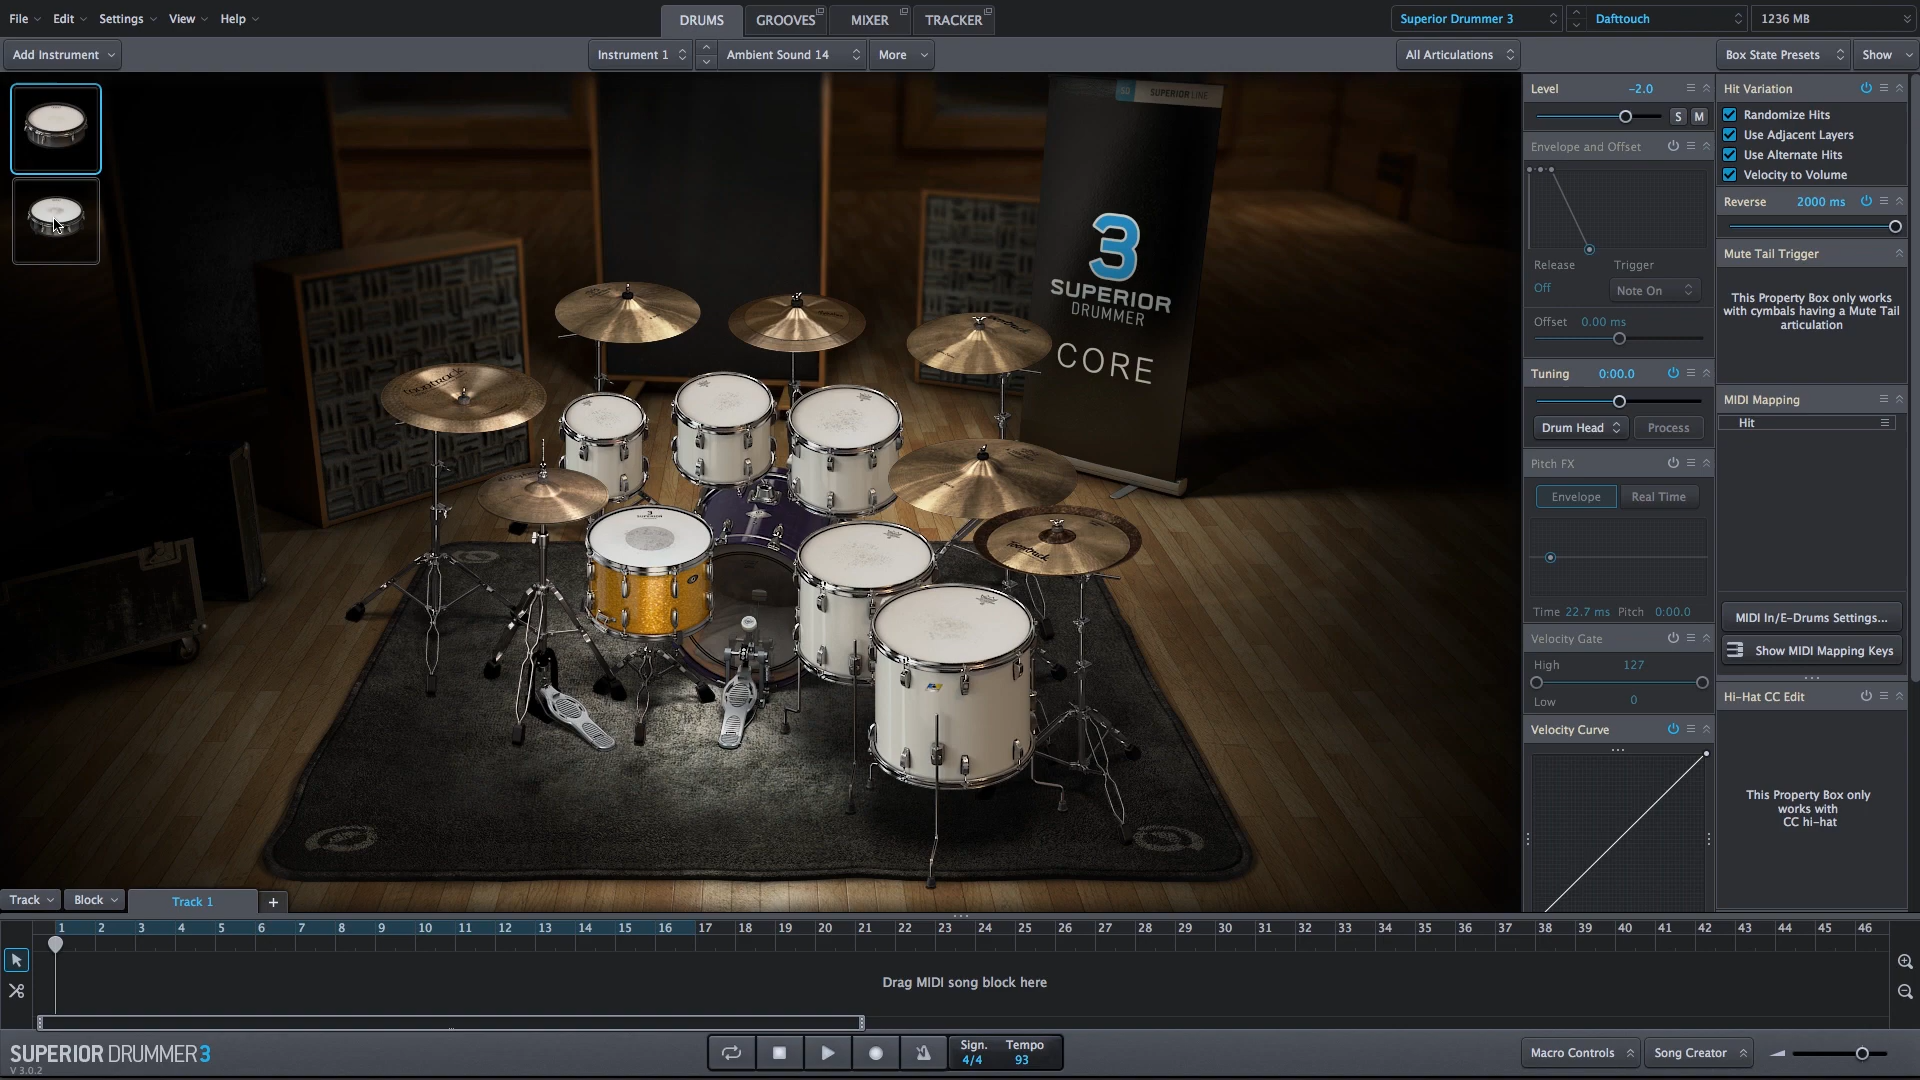 File Edit Settings View Help
DRUMS GROOVES MIXER TRACKER
Superior Drummer 3 Dafttouch 1236 MB
Add Instrument Instrument 1 Ambient Sound 14 More All Articulations Box State Presets Show
Level -2.0
S M
Envelope and Offset
Release Trigger
Off Note On
Offset 0.00 ms
Tuning 0:00.0
Drum Head Process
Pitch FX
Envelope Real Time
Time 22.7 ms Pitch 0:00.0
Velocity Gate
High 127
Low 0
Velocity Curve
Hit Variation
Randomize Hits
Use Adjacent Layers
Use Alternate Hits
Velocity to Volume
Reverse 2000 ms
Mute Tail Trigger
This Property Box only works
with cymbals having a Mute Tail
articulation
MIDI Mapping
Hit
MIDI In/E-Drums Settings...
Show MIDI Mapping Keys
Hi-Hat CC Edit
This Property Box only
works with
CC hi-hat
SUPERIOR LINE
3
SUPERIOR
DRUMMER
CORE
toontrack
toontrack
Track Block Track 1 +
1 2 3 4 5 6 7 8 9 10 11 12 13 14 15 16 17 18 19 20 21 22 23 24 25 26 27 28 29 30 31 32 33 34 35 36 37 38 39 40 41 42 43 44 45 46
Drag MIDI song block here
SUPERIOR DRUMMER 3
V 3.0.2
Sign. Tempo
4/4 93
Macro Controls Song Creator